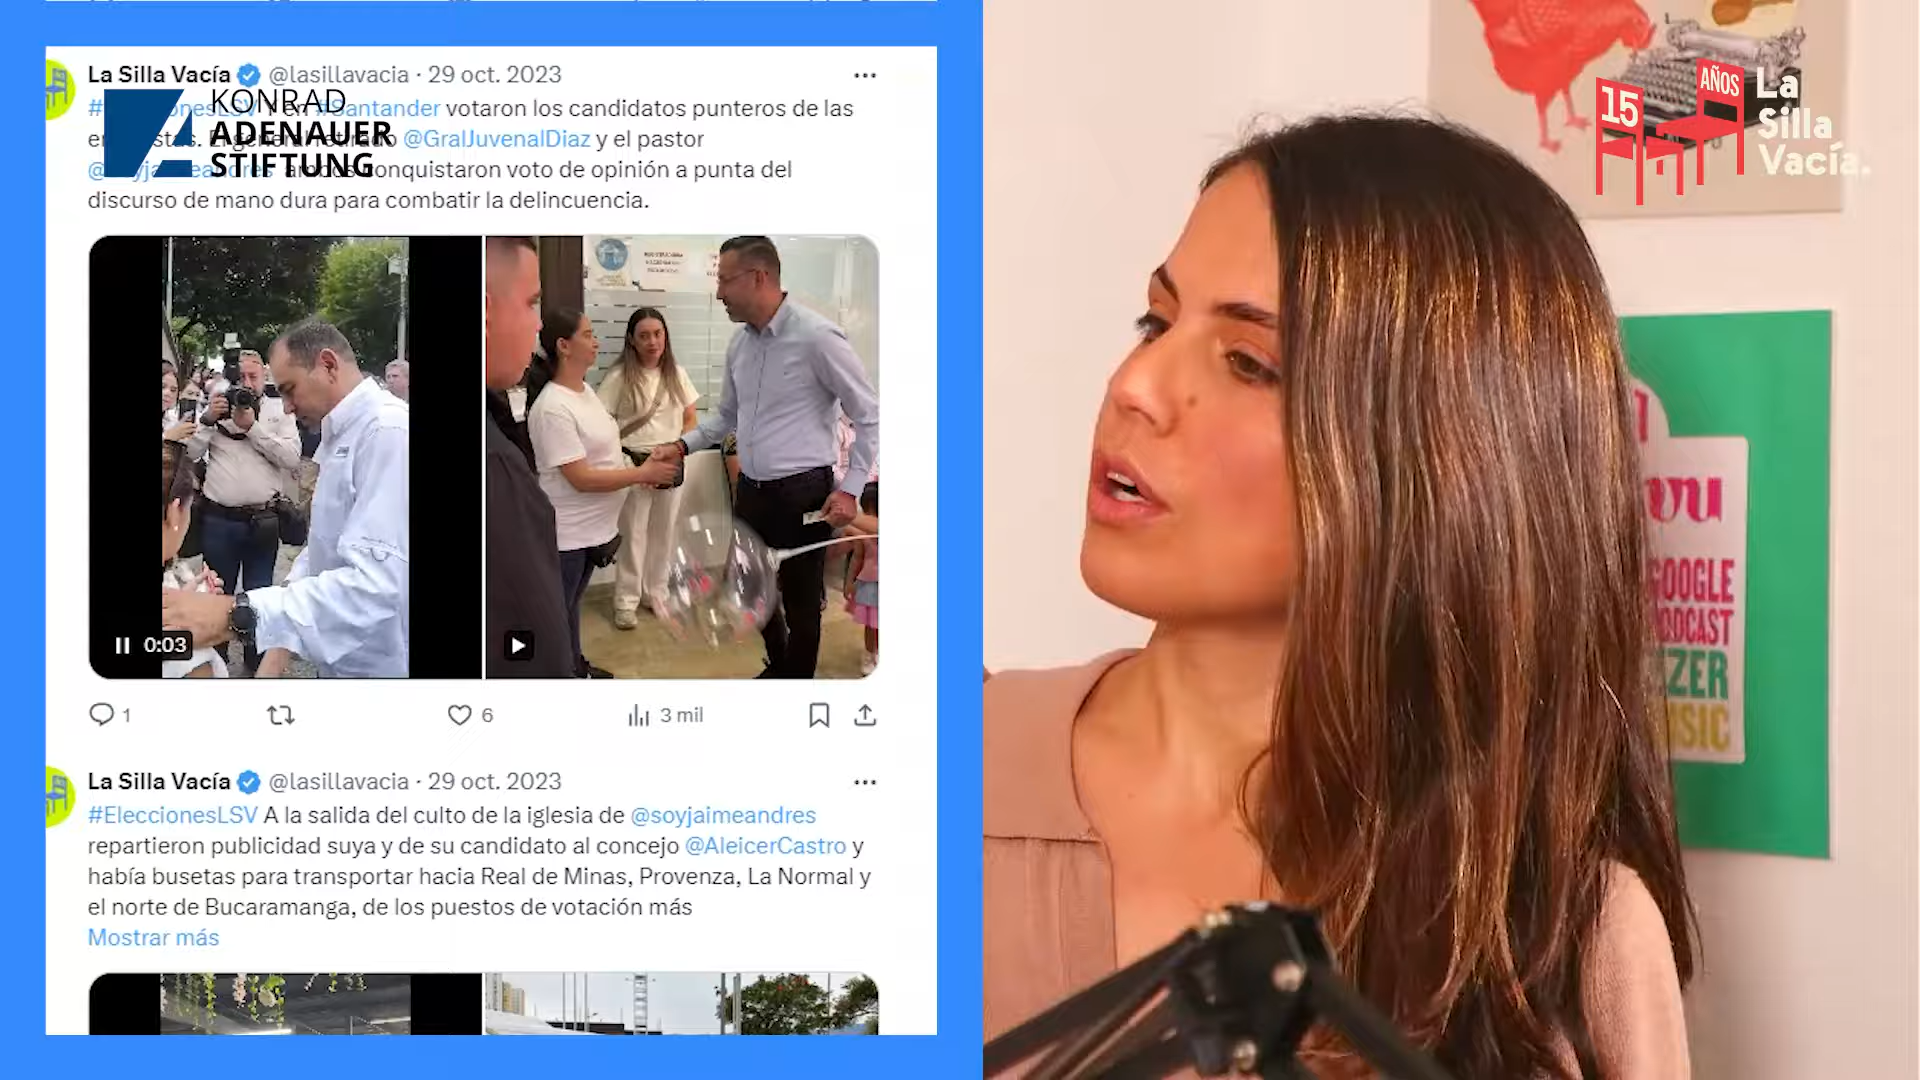 La Silla Vacía @lasillavacia · 29 oct. 2023
KONRAD
ADENAUER
STIFTUNG
Santander votaron los candidatos punteros de las
@GralJuvenalDiaz y el pastor
conquistaron voto de opinión a punta del
discurso de mano dura para combatir la delincuencia.
0:03
1
6
3 mil
La Silla Vacía @lasillavacia · 29 oct. 2023
#EleccionesLSV A la salida del culto de la iglesia de @soyjaimeandres
repartieron publicidad suya y de su candidato al concejo @AleicerCastro y
había busetas para transportar hacia Real de Minas, Provenza, La Normal y
el norte de Bucaramanga, de los puestos de votación más
Mostrar más
15
AÑOS
La
Silla
Vacía.
GOOGLE